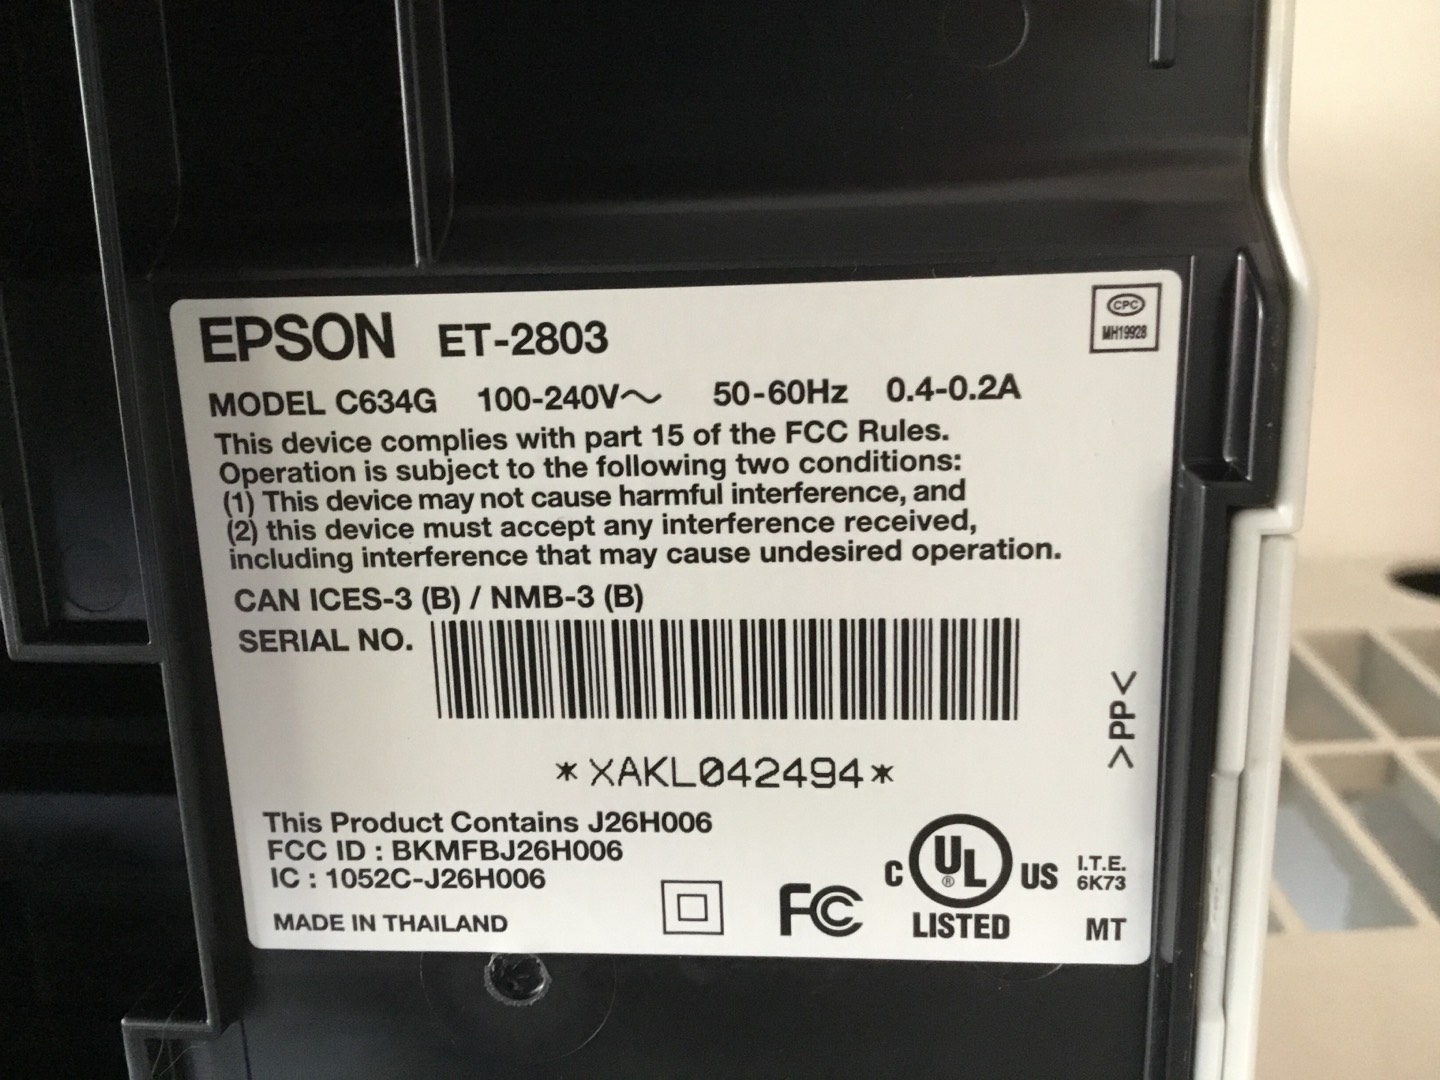 EPSON ET-2803
CPC
MH19928
MODEL C634G 100-240V~ 50-60Hz 0.4-0.2A
This device complies with part 15 of the FCC Rules.
Operation is subject to the following two conditions:
(1) This device may not cause harmful interference, and
(2) this device must accept any interference received,
including interference that may cause undesired operation.
CAN ICES-3 (B) / NMB-3 (B)
SERIAL NO.
*XAKL042494*
>PP<
This Product Contains J26H006
FCC ID : BKMFBJ26H006
IC : 1052C-J26H006
MADE IN THAILAND
FC
C UL® US
LISTED
I.T.E.
6K73
MT